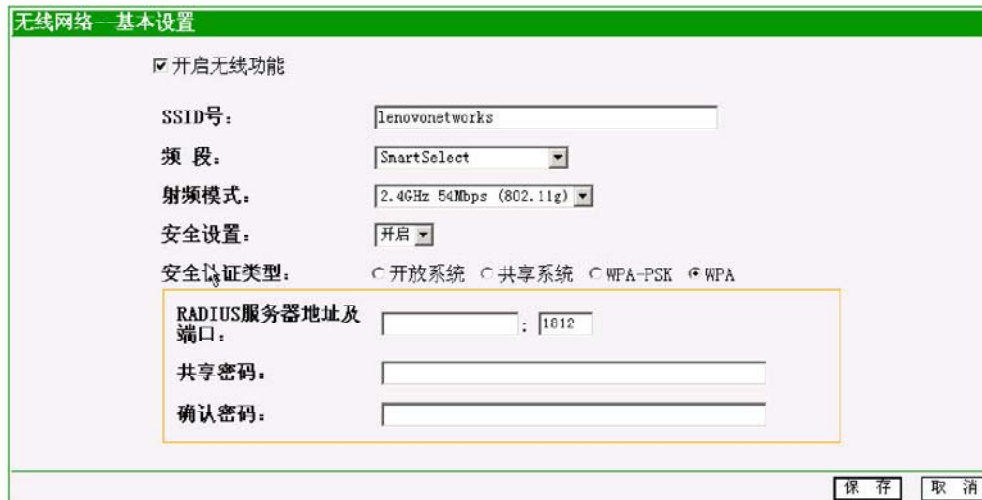 无线网络--基本设置
开启无线功能
SSID号：
lenovonetworks
频 段：
SmartSelect
射频模式：
2.4GHz 54Mbps (802.11g)
安全设置：
开启
安全认证类型：
开放系统 共享系统 WPA-PSK WPA
RADIUS服务器地址及
端口：
: 1812
共享密码：
确认密码：
保 存 取 消